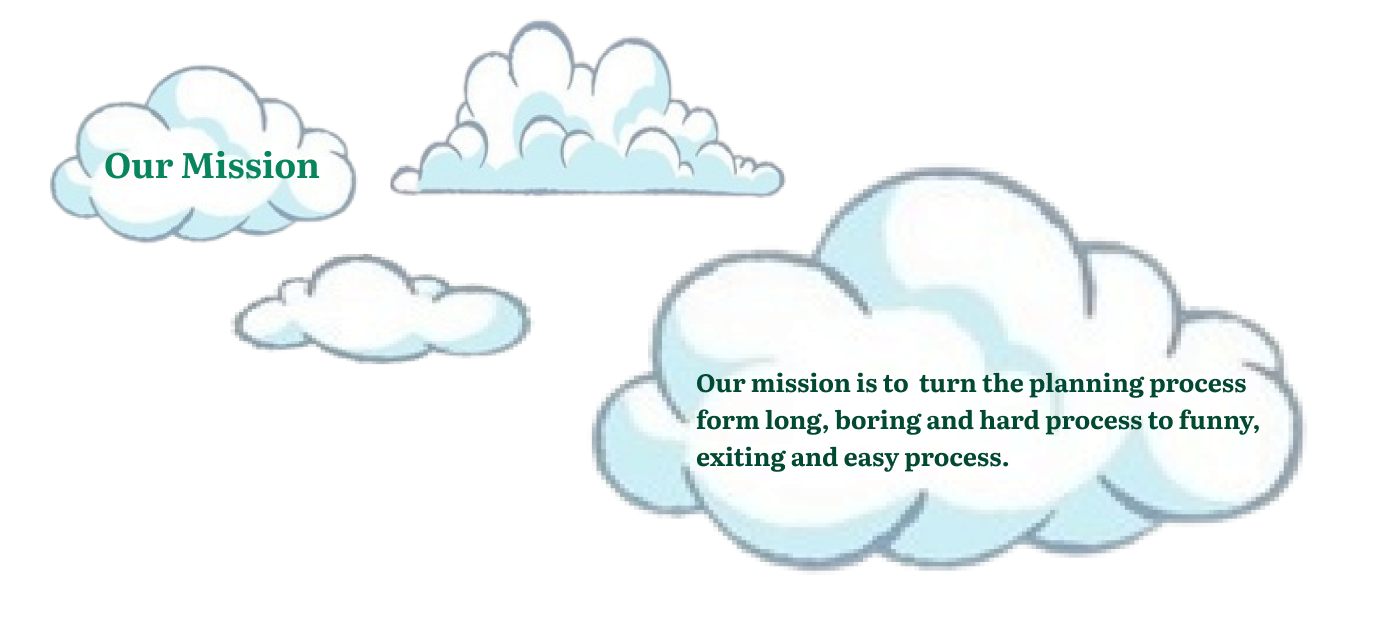 Our Mission
Our mission is to  turn the planning process
form long, boring and hard process to funny,
exiting and easy process.